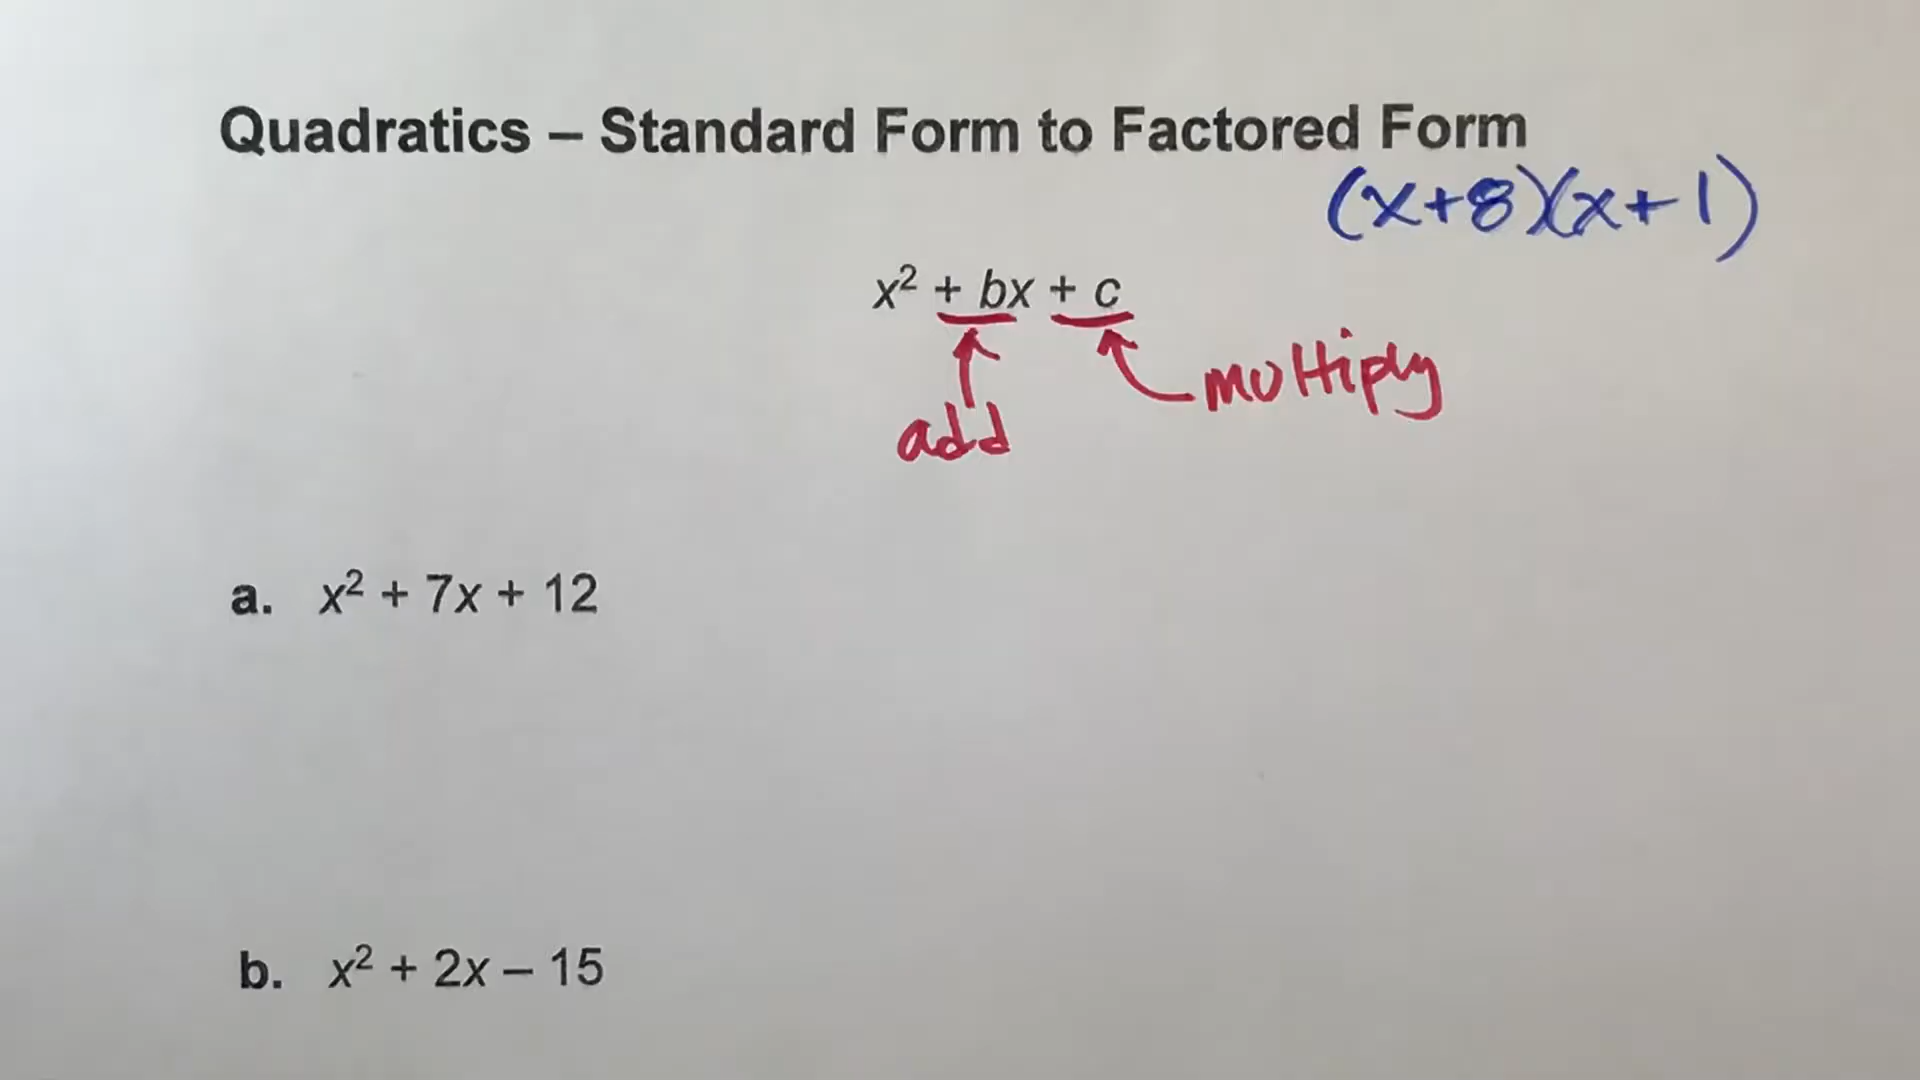 Quadratics – Standard Form to Factored Form
(x+8)(x+1)
x² + bx + c
multiply
add
a. x² + 7x + 12
b. x² + 2x – 15